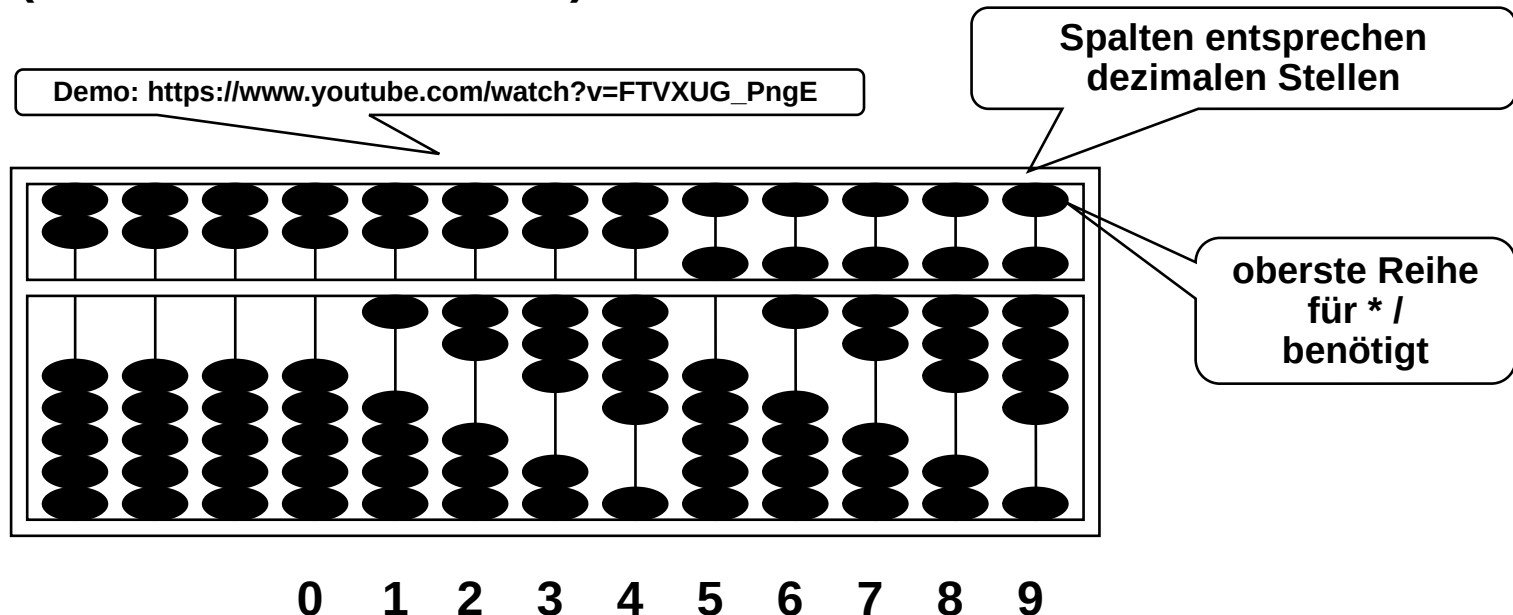 Spalten entsprechen
dezimalen Stellen
Demo: https://www.youtube.com/watch?v=FTVXUG_PngE
oberste Reihe
für * /
benötigt
0 1 2 3 4 5 6 7 8 9